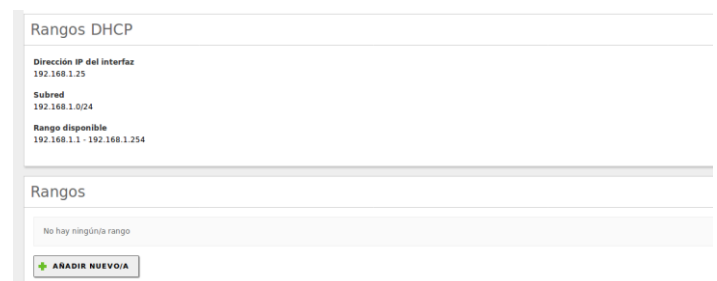 Rangos DHCP
Dirección IP del interfaz
192.168.1.25
Subred
192.168.1.0/24
Rango disponible
192.168.1.1 - 192.168.1.254
Rangos
No hay ningún/a rango
AÑADIR NUEVO/A